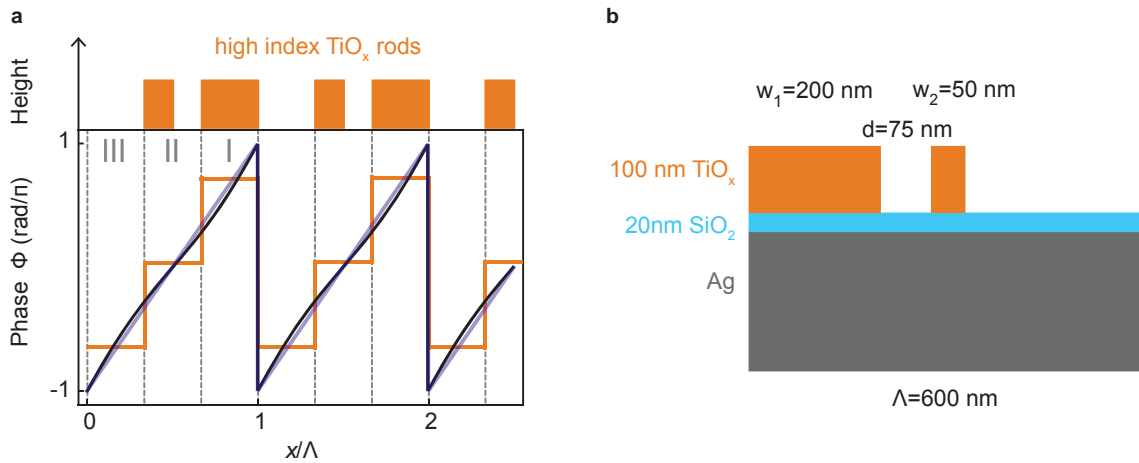 a
high index TiOx rods
Height
III
II
I
1
-1
Phase Φ (rad/n)
0
1
2
x/Λ
b
w1=200 nm
w2=50 nm
d=75 nm
100 nm TiOx
20nm SiO2
Ag
Λ=600 nm